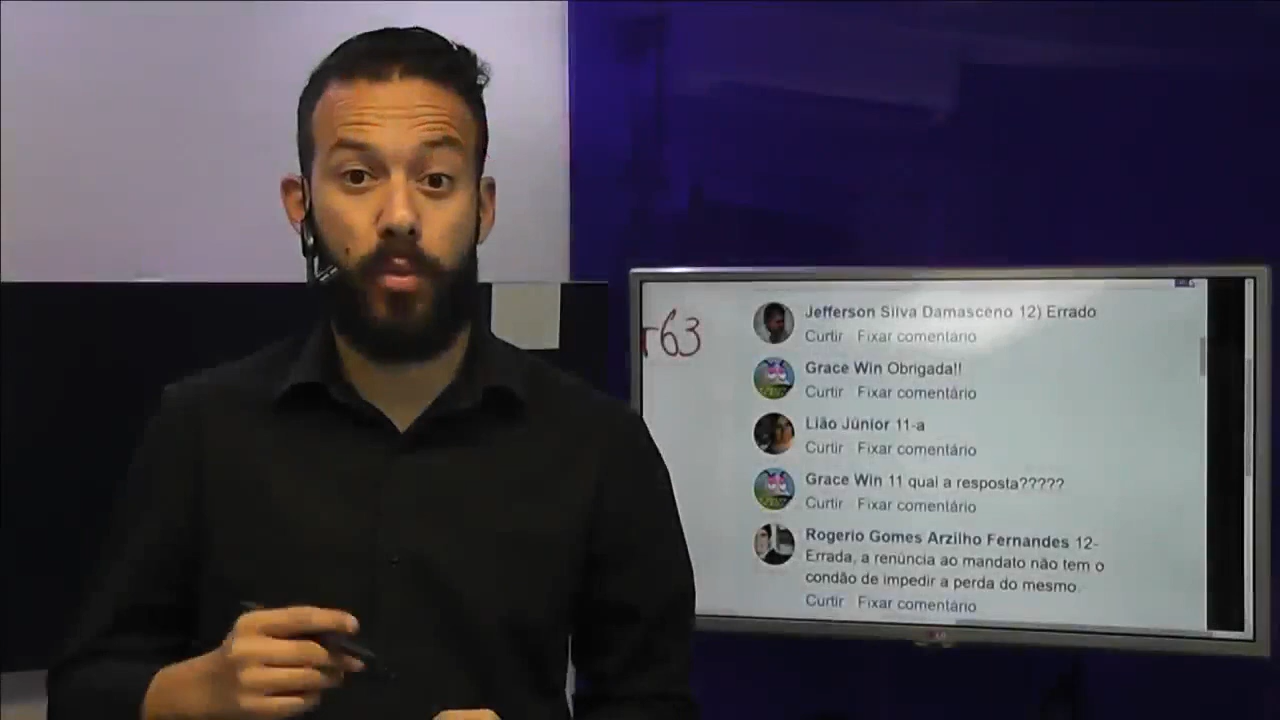 r63
Jefferson Silva Damasceno 12) Errado
Curtir Fixar comentário
Grace Win Obrigada!!
Curtir Fixar comentário
Lião Júnior 11-a
Curtir Fixar comentário
Grace Win 11 qual a resposta?????
Curtir Fixar comentário
Rogerio Gomes Arzilho Fernandes 12-
Errada, a renúncia ao mandato não tem o
condão de impedir a perda do mesmo.
Curtir Fixar comentário
LG